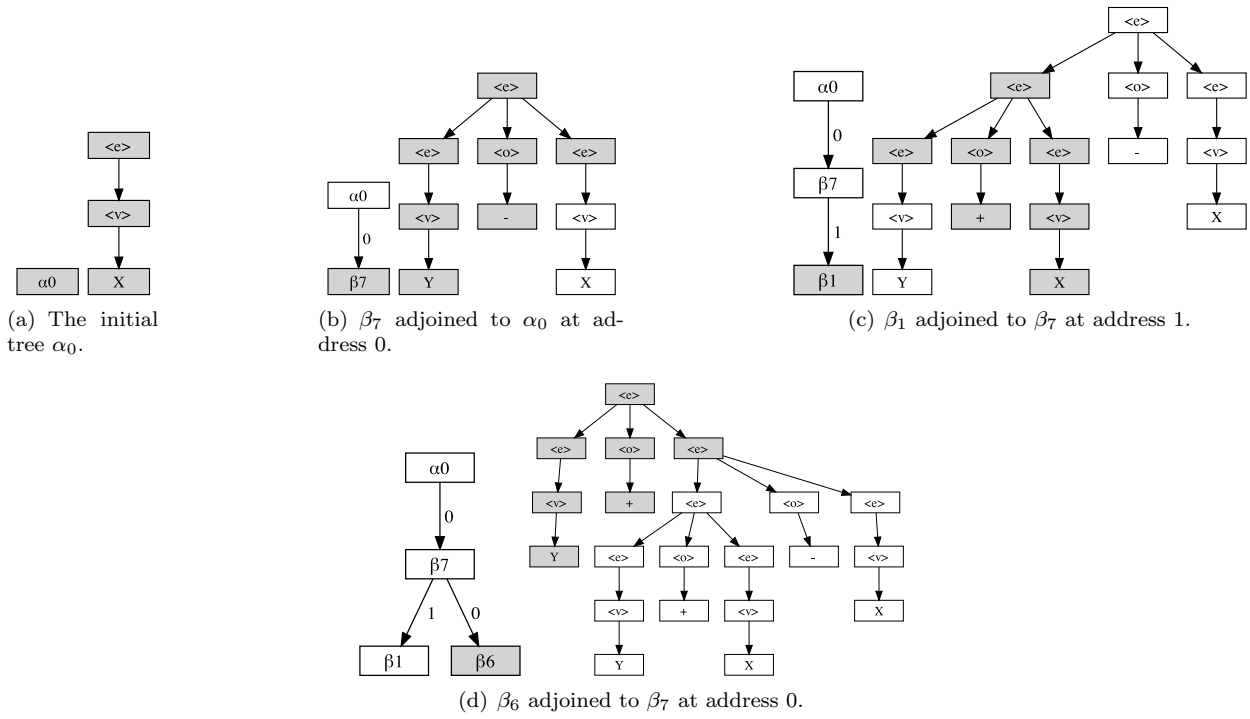 <e>
<v>
α0 X
(a) The initial
tree α0.
<e>
<e> <o> <e>
α0 <v> - <v>
0
β7 Y X
(b) β7 adjoined to α0 at ad-
dress 0.
<e>
α0 <e> <o> <e>
0
<e> <o> <e> - <v>
β7
<v> + <v> X
1
β1 Y X
(c) β1 adjoined to β7 at address 1.
<e>
<e> <o> <e>
α0
<v> + <e> <o> <e>
0
Y <e> <o> <e> - <v>
β7
1 0 <v> + <v> X
β1 β6 Y X
(d) β6 adjoined to β7 at address 0.